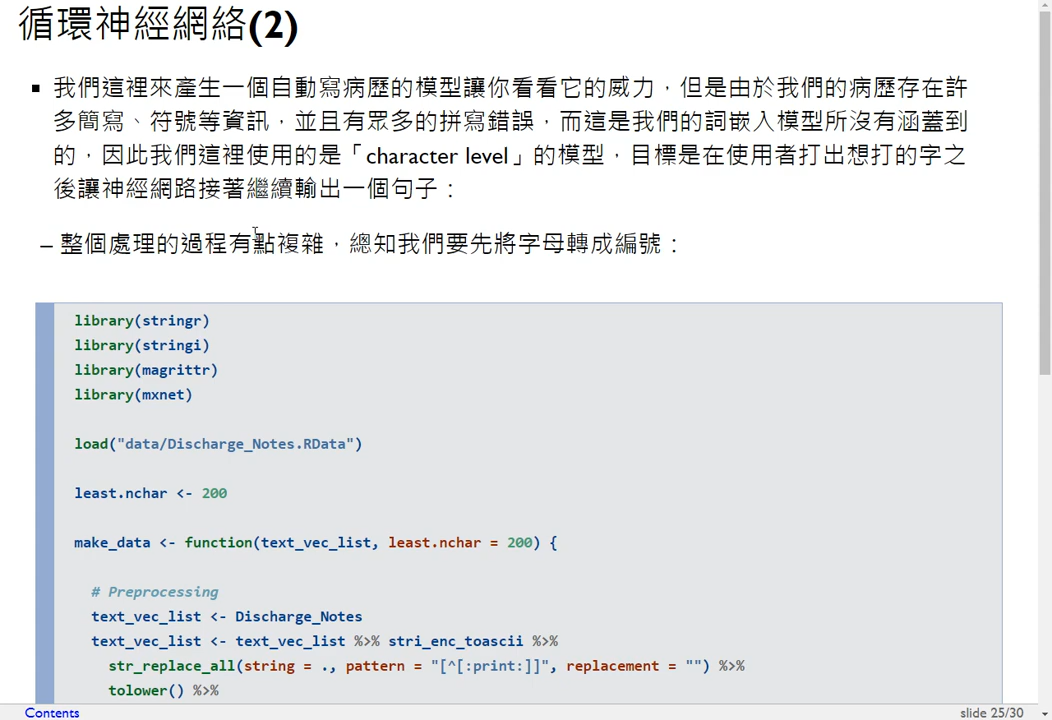 循環神經網絡(2)
我們這裡來產生一個自動寫病歷的模型讓你看看它的威力，但是由於我們的病歷存在許
多簡寫、符號等資訊，並且有眾多的拼寫錯誤，而這是我們的詞嵌入模型所沒有涵蓋到
的，因此我們這裡使用的是「character level」的模型，目標是在使用者打出想打的字之
後讓神經網路接著繼續輸出一個句子：
– 整個處理的過程有點複雜，總知我們要先將字母轉成編號：
library(stringr)
library(stringi)
library(magrittr)
library(mxnet)
load("data/Discharge_Notes.RData")
least.nchar <- 200
make_data <- function(text_vec_list, least.nchar = 200) {
# Preprocessing
text_vec_list <- Discharge_Notes
text_vec_list <- text_vec_list %>% stri_enc_toascii %>%
str_replace_all(string = ., pattern = "[^[:print:]]", replacement = "") %>%
tolower() %>%
Contents
slide 25/30